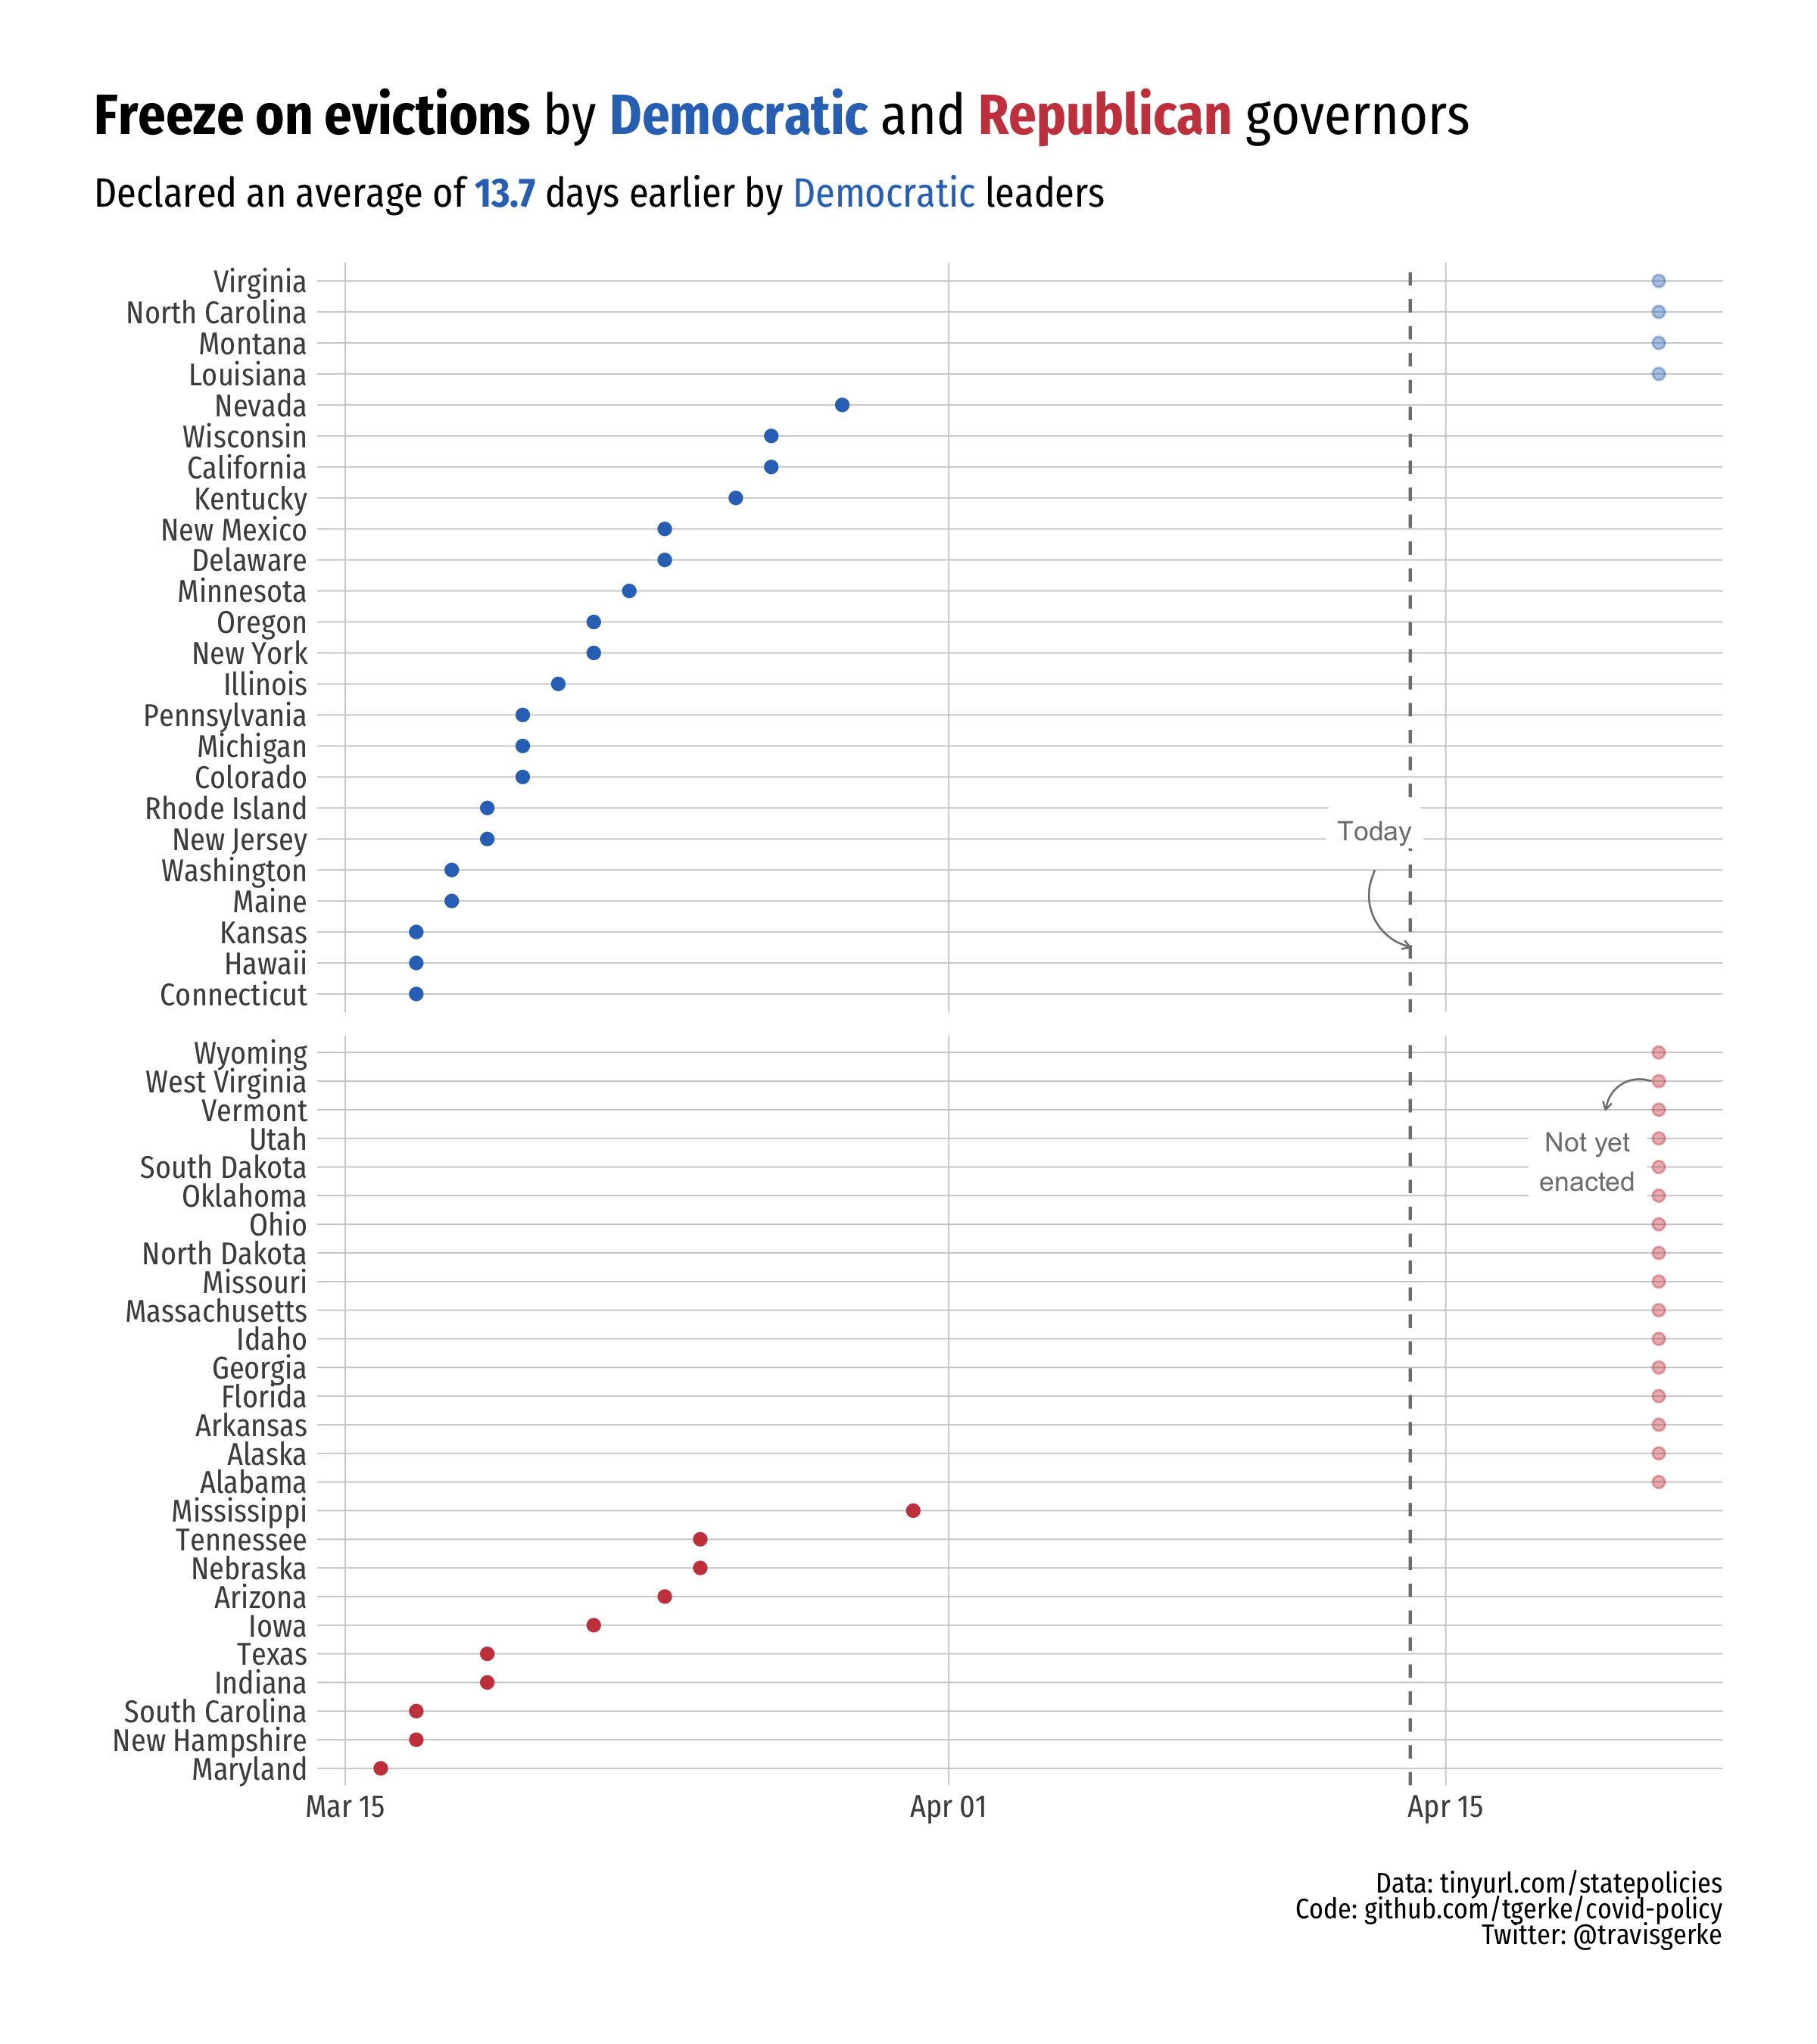 Freeze on evictions by Democratic and Republican governors
Declared an average of 13.7 days earlier by Democratic leaders
Virginia
North Carolina
Montana
Louisiana
Nevada
Wisconsin
California
Kentucky
New Mexico
Delaware
Minnesota
Oregon
New York
Illinois
Pennsylvania
Michigan
Colorado
Rhode Island
New Jersey
Today
Washington
Maine
Kansas
Hawaii
Connecticut
Wyoming
West Virginia
Vermont
Utah
Not yet
South Dakota
enacted
Oklahoma
Ohio
North Dakota
Missouri
Massachusetts
Idaho
Georgia
Florida
Arkansas
Alaska
Alabama
Mississippi
Tennessee
Nebraska
Arizona
Iowa
Texas
Indiana
South Carolina
New Hampshire
Maryland
Mar 15 Apr 01 Apr 15
Data: tinyurl.com/statepolicies
Code: github.com/tgerke/covid-policy
Twitter: @travisgerke